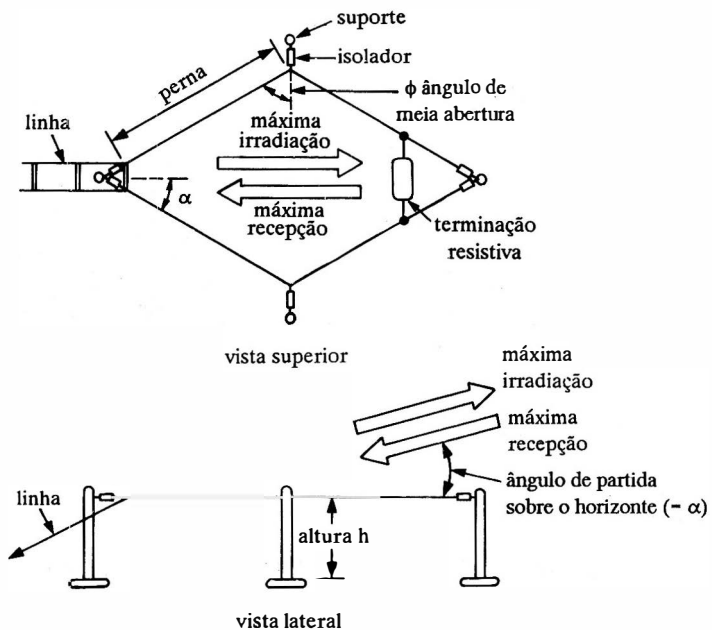 suporte
isolador
perna
φ ângulo de
meia abertura
linha
máxima
irradiação
α
máxima
recepção
terminação
resistiva
vista superior
máxima
irradiação
máxima
recepção
ângulo de partida
sobre o horizonte (- α)
linha
altura h
vista lateral